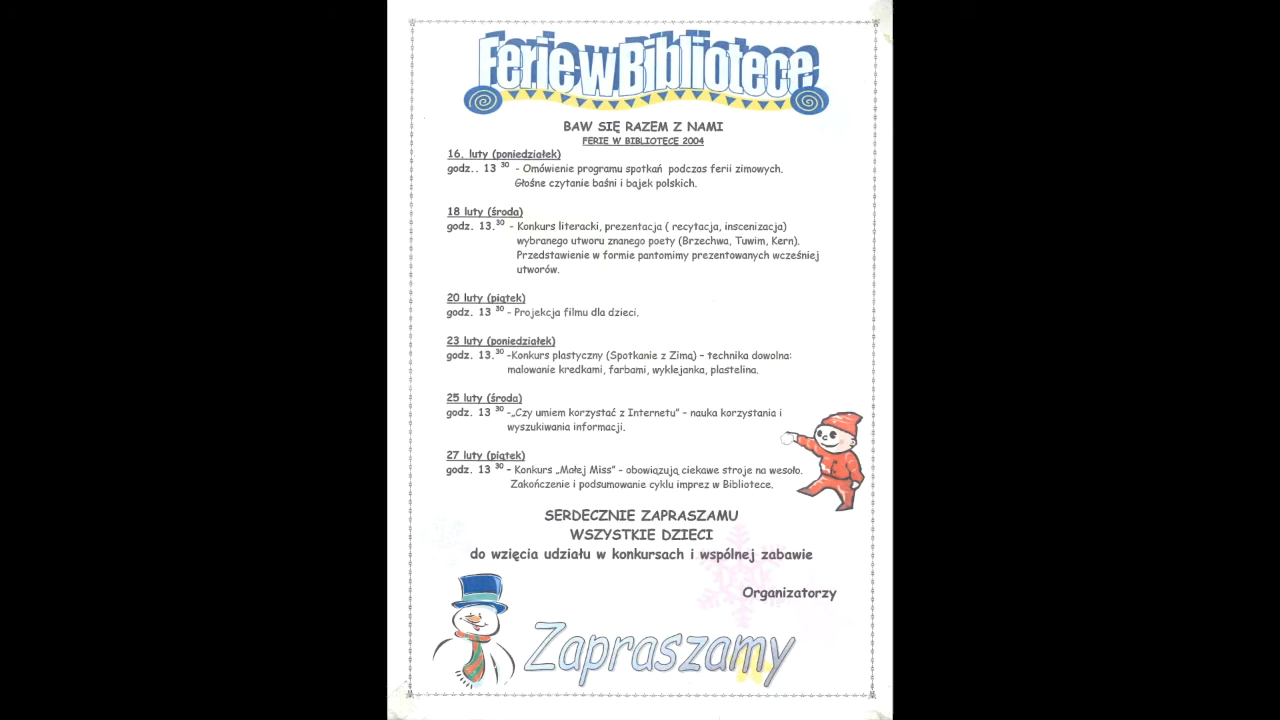 Ferie w Bibliotece
BAW SIĘ RAZEM Z NAMI
FERIE W BIBLIOTECE 2004
16. luty (poniedziałek)
godz.. 13 30 - Omówienie programu spotkań podczas ferii zimowych.
Głośne czytanie baśni i bajek polskich.
18 luty (środa)
godz. 13.30 - Konkurs literacki, prezentacja ( recytacja, inscenizacja)
wybranego utworu znanego poety (Brzechwa, Tuwim, Kern).
Przedstawienie w formie pantomimy prezentowanych wcześniej
utworów.
20 luty (piątek)
godz. 13 30 - Projekcja filmu dla dzieci.
23 luty (poniedziałek)
godz. 13.30 -Konkurs plastyczny (Spotkanie z Zimą) – technika dowolna:
malowanie kredkami, farbami, wyklejanka, plastelina.
25 luty (środa)
godz. 13 30 -„Czy umiem korzystać z Internetu” – nauka korzystania i
wyszukiwania informacji.
27 luty (piątek)
godz. 13 30 – Konkurs „Małej Miss” – obowiązują ciekawe stroje na wesoło.
Zakończenie i podsumowanie cyklu imprez w Bibliotece.
SERDECZNIE ZAPRASZAMU
WSZYSTKIE DZIECI
do wzięcia udziału w konkursach i wspólnej zabawie
Organizatorzy
Zapraszamy